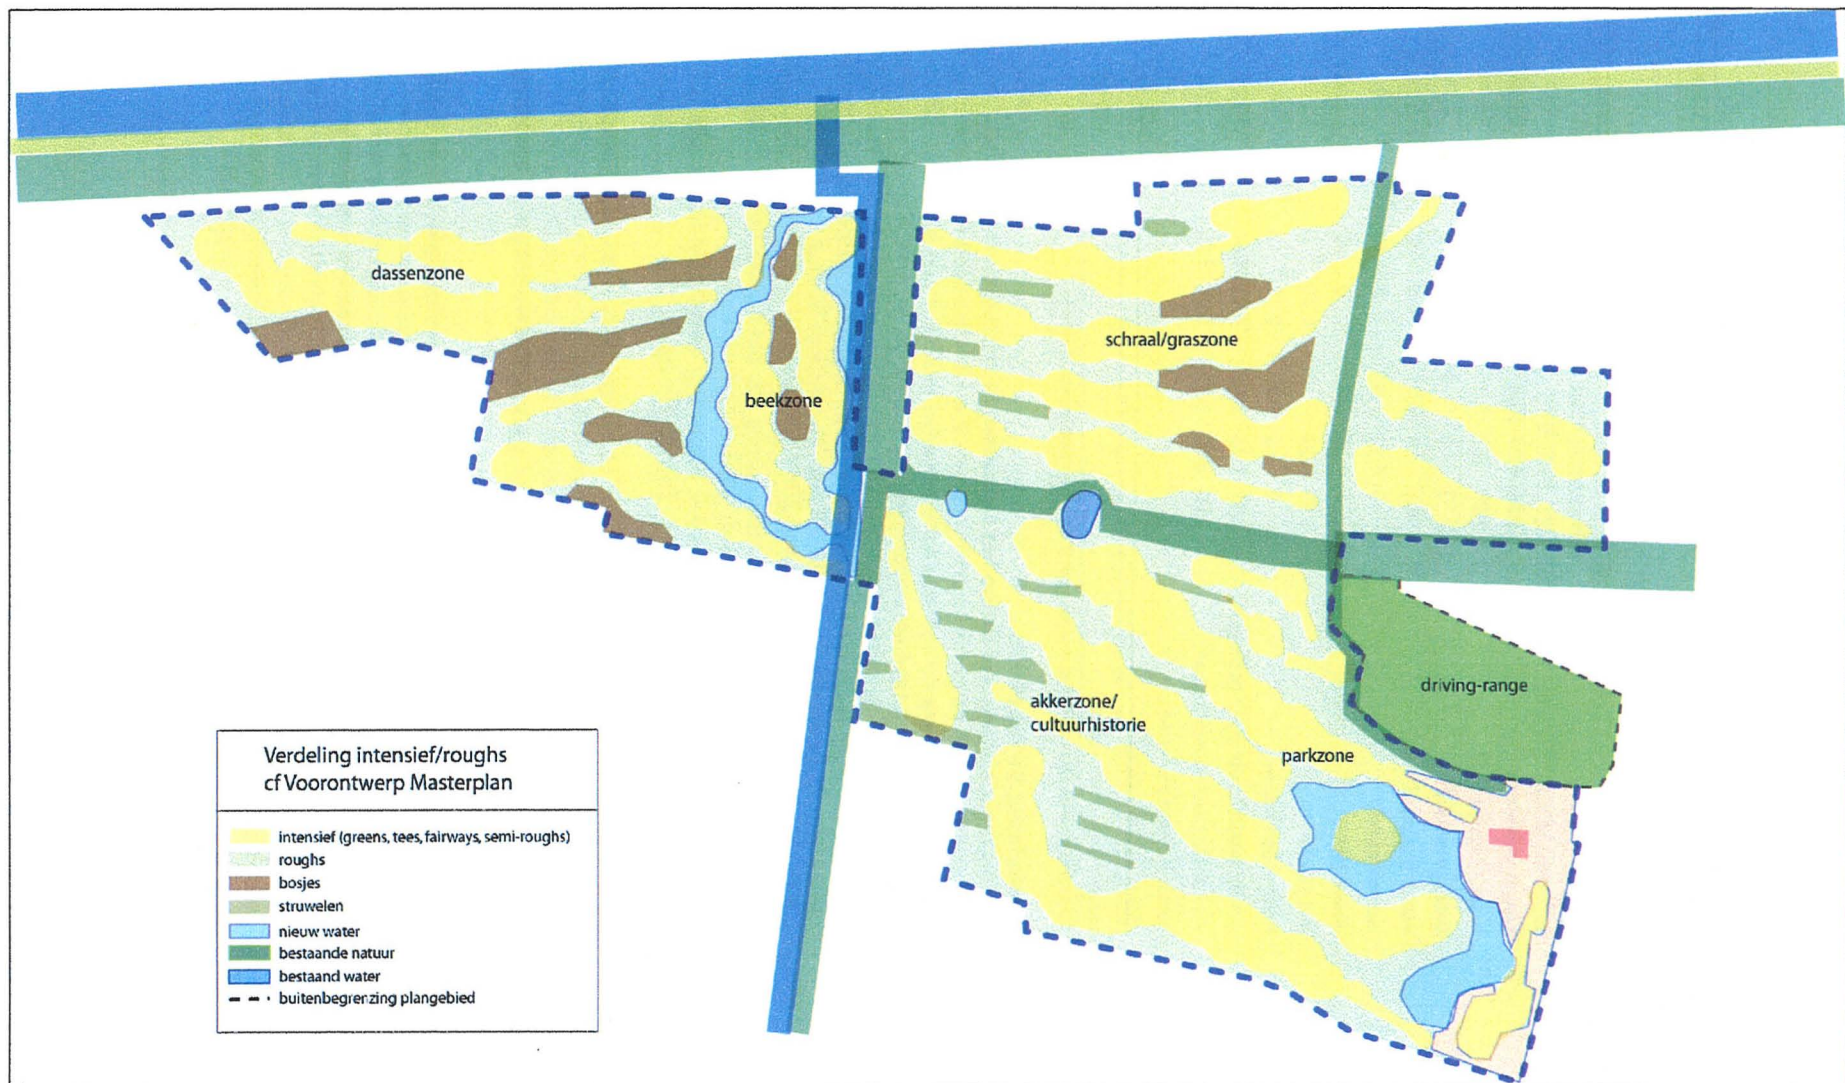 dassenzone
schraal/graszone
beekzone
driving-range
akkerzone/
cultuurhistorie
parkzone
Verdeling intensief/roughs
cf Voorontwerp Masterplan
intensief (greens, tees, fairways, semi-roughs)
roughs
bosjes
struwelen
nieuw water
bestaande natuur
bestaand water
buitenbegrenzing plangebied